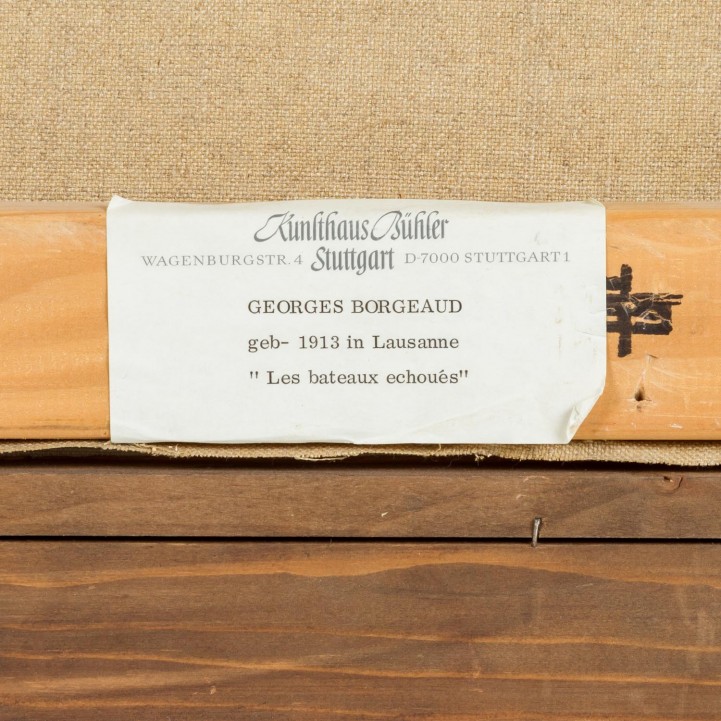 Kunsthaus Bühler
WAGENBURGSTR. 4 Stuttgart D-7000 STUTTGART 1
GEORGES BORGEAUD
geb- 1913 in Lausanne
" Les bateaux echoués"